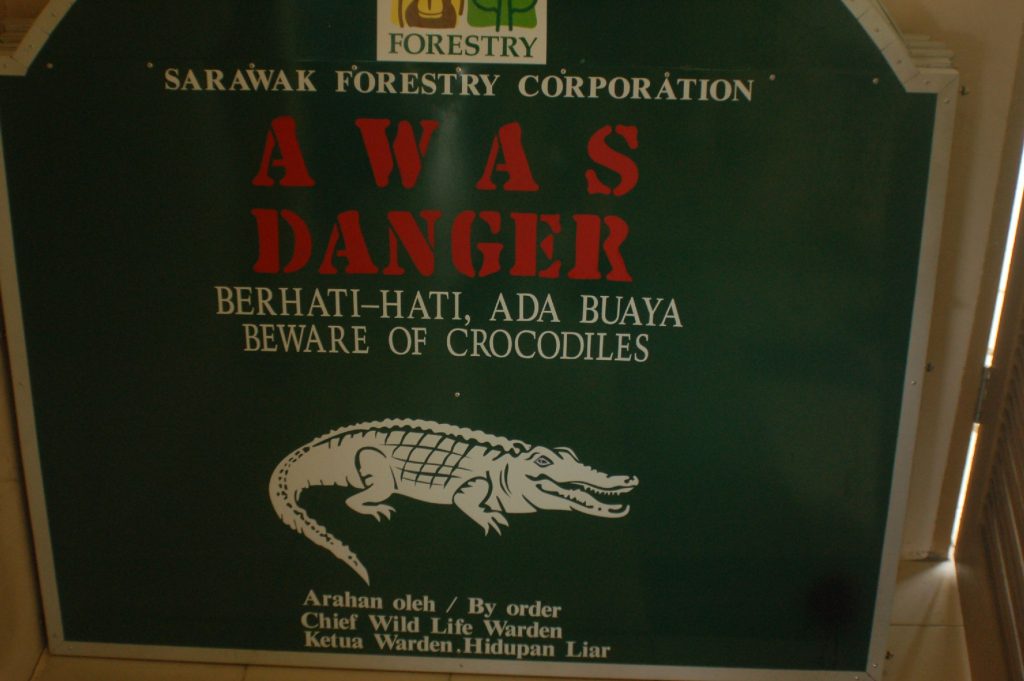 FORESTRY
SARAWAK FORESTRY CORPORATION
AWAS
DANGER
BERHATI-HATI, ADA BUAYA
BEWARE OF CROCODILES
Arahan oleh / By order
Chief Wild Life Warden
Ketua Warden Hidupan Liar